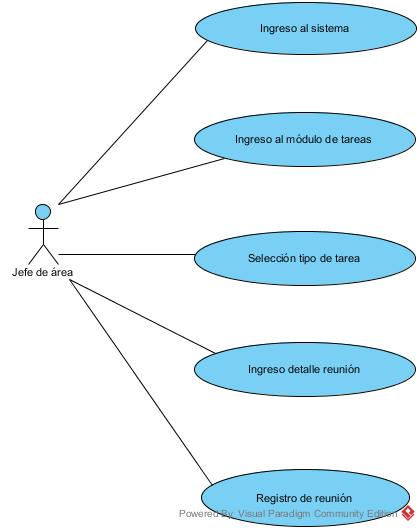 Ingreso al sistema
Ingreso al módulo de tareas
Selección tipo de tarea
Jefe de área
Ingreso detalle reunión
Registro de reunión
Powered By Visual Paradigm Community Edition